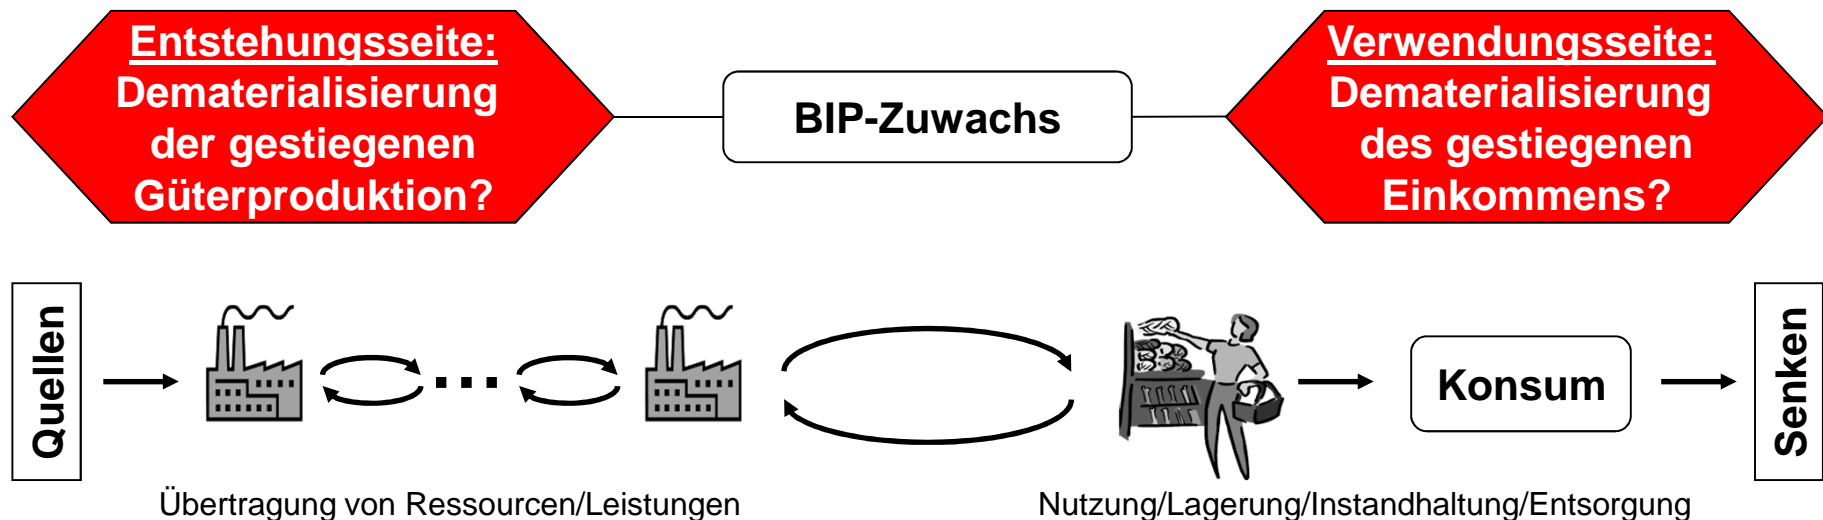 Entstehungsseite:
Dematerialisierung
der gestiegenen
Güterproduktion?
BIP-Zuwachs
Verwendungsseite:
Dematerialisierung
des gestiegenen
Einkommens?
Quellen
...
Konsum
Senken
Übertragung von Ressourcen/Leistungen
Nutzung/Lagerung/Instandhaltung/Entsorgung